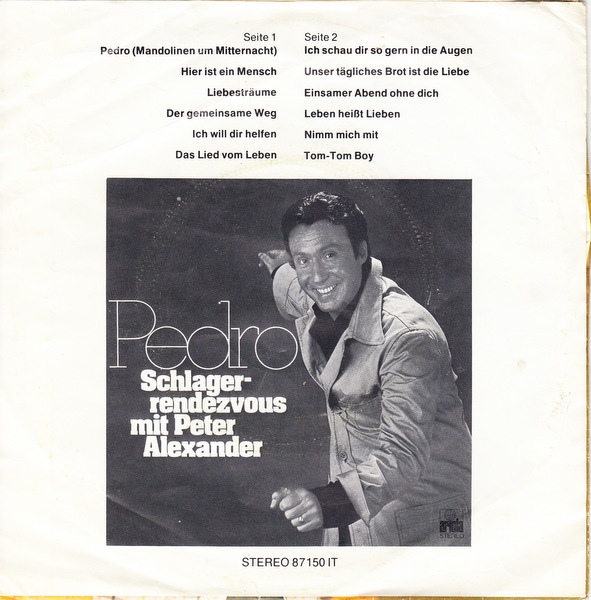 Seite 1
Pedro (Mandolinen um Mitternacht)
Hier ist ein Mensch
Liebesträume
Der gemeinsame Weg
Ich will dir helfen
Das Lied vom Leben
Seite 2
Ich schau dir so gern in die Augen
Unser tägliches Brot ist die Liebe
Einsamer Abend ohne dich
Leben heißt Lieben
Nimm mich mit
Tom-Tom Boy
Pedro
Schlager-
rendezvous
mit Peter
Alexander
ariola
STEREO
STEREO 87150 IT